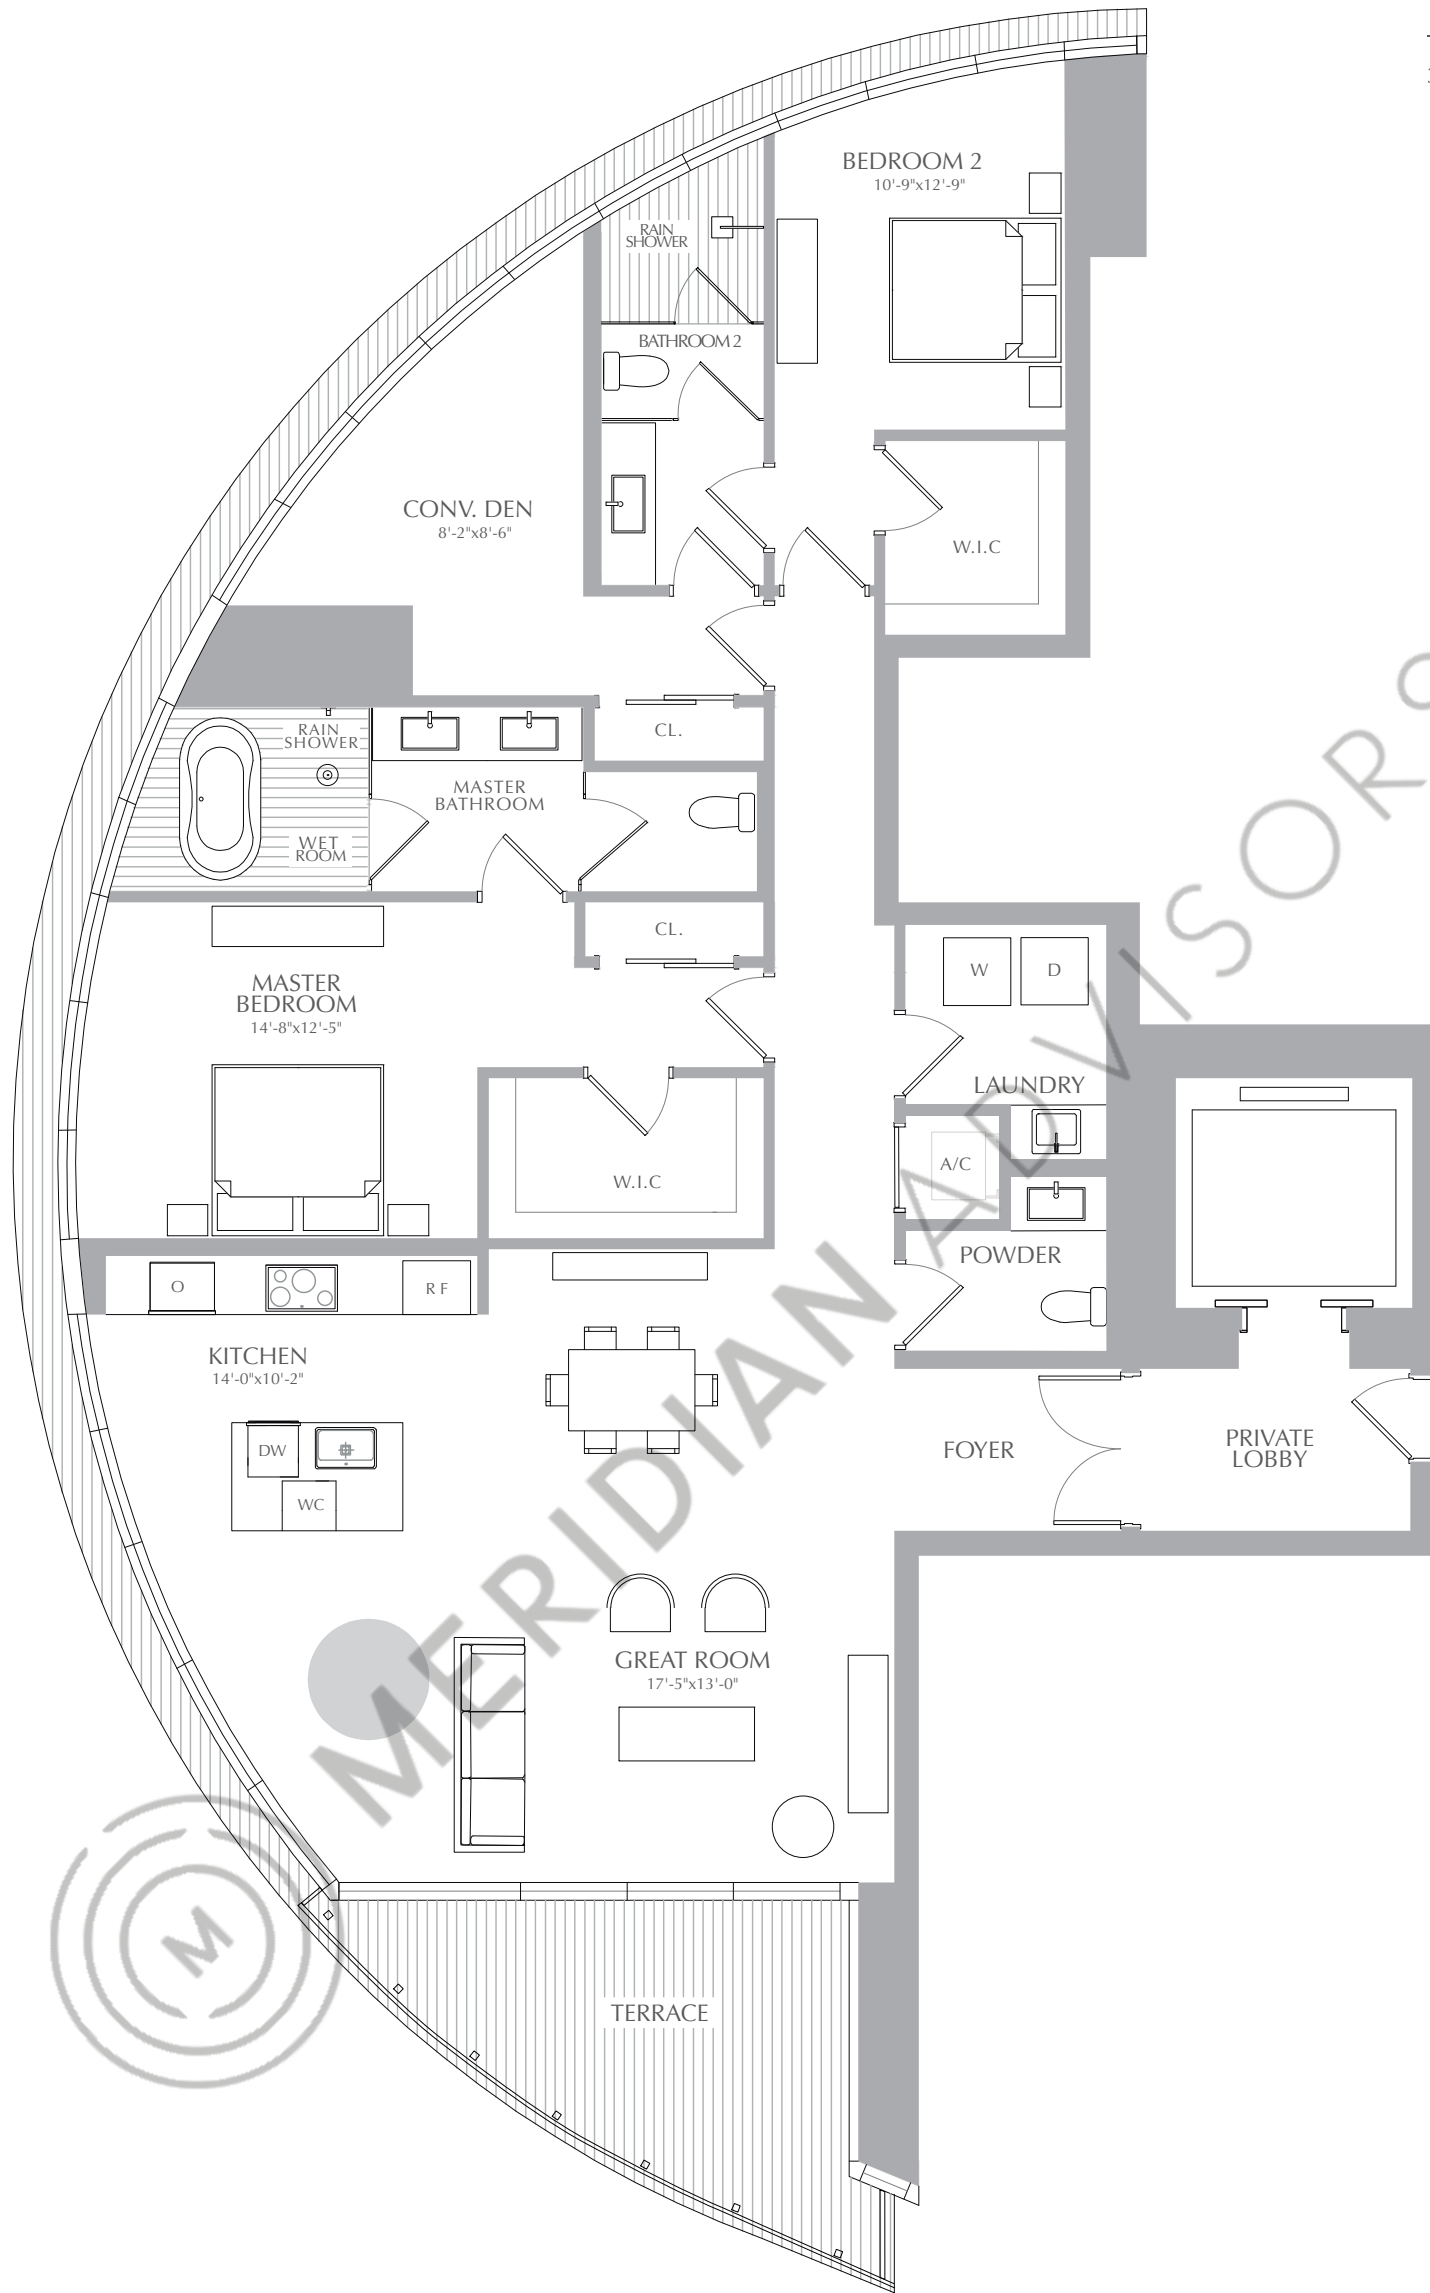 BEDROOM 2
10'-9"x12'-9"
RAIN
SHOWER
BATHROOM 2
CONV. DEN
8'-2"x8'-6"
W.I.C
CL.
RAIN
SHOWER
MASTER
BATHROOM
WET
ROOM
CL.
W
D
MASTER
BEDROOM
14'-8"x12'-5"
LAUNDRY
A/C
W.I.C
POWDER
O
RF
KITCHEN
14'-0"x10'-2"
FOYER
PRIVATE
LOBBY
DW
WC
GREAT ROOM
17'-5"x13'-0"
TERRACE
MERIDIAN ADVISORS
M